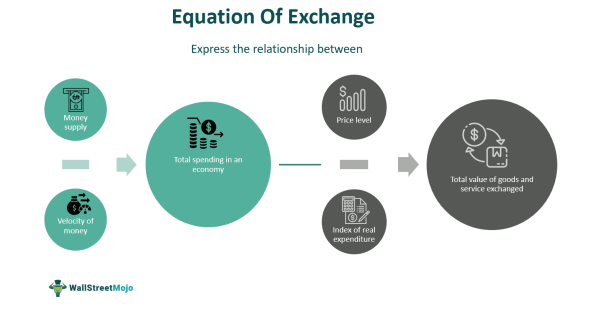 Equation Of Exchange
Express the relationship between
Money
supply
Velocity of
money
Total spending in an
economy
Price level
Index of real
expenditure
Total value of goods and
service exchanged
WallStreetMojo